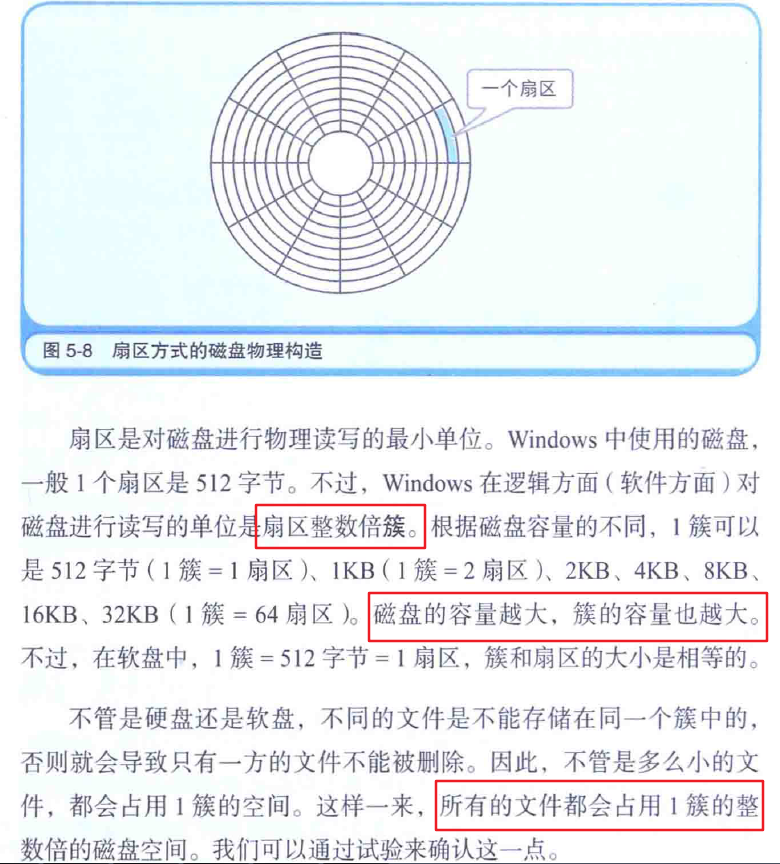 一个扇区
图 5-8 扇区方式的磁盘物理构造
扇区是对磁盘进行物理读写的最小单位。Windows 中使用的磁盘，
一般 1 个扇区是 512 字节。不过，Windows 在逻辑方面（软件方面）对
磁盘进行读写的单位是扇区整数倍簇。根据磁盘容量的不同，1 簇可以
是 512 字节（1 簇 = 1 扇区）、1KB（1 簇 = 2 扇区）、2KB、4KB、8KB、
16KB、32KB（1 簇 = 64 扇区）。磁盘的容量越大，簇的容量也越大。
不过，在软盘中，1 簇 = 512 字节 = 1 扇区，簇和扇区的大小是相等的。
不管是硬盘还是软盘，不同的文件是不能存储在同一个簇中的，
否则就会导致只有一方的文件不能被删除。因此，不管是多么小的文
件，都会占用 1 簇的空间。这样一来，所有的文件都会占用 1 簇的整
数倍的磁盘空间。我们可以通过试验来确认这一点。